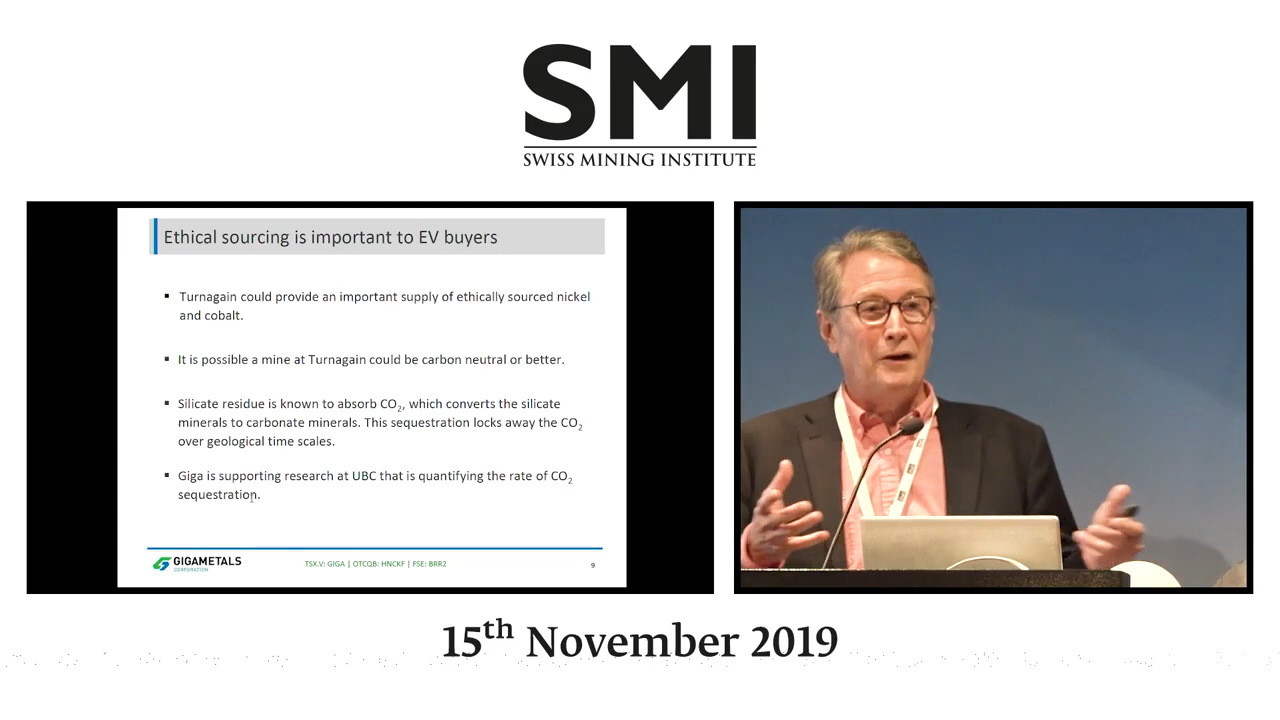 SMI
SWISS MINING INSTITUTE
Ethical sourcing is important to EV buyers
▪ Turnagain could provide an important supply of ethically sourced nickel
and cobalt.
▪ It is possible a mine at Turnagain could be carbon neutral or better.
▪ Silicate residue is known to absorb CO₂, which converts the silicate
minerals to carbonate minerals. This sequestration locks away the CO₂
over geological time scales.
▪ Giga is supporting research at UBC that is quantifying the rate of CO₂
sequestration.
GIGAMETALS
CORPORATION
TSX.V: GIGA | OTCQB: HNCKF | FSE: BRR2
9
15th November 2019